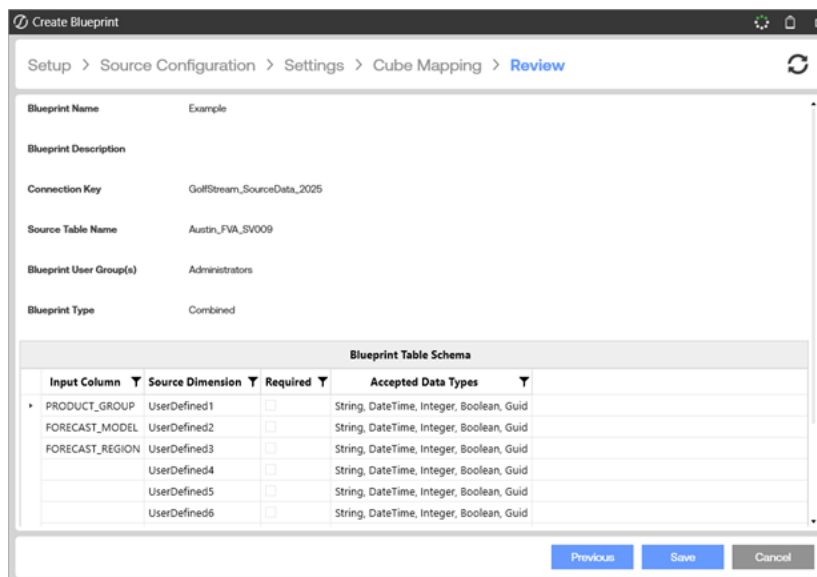 Create Blueprint
Setup > Source Configuration > Settings > Cube Mapping > Review
Blueprint Name Example
Blueprint Description
Connection Key GolfStream_SourceData_2025
Source Table Name Austin_FVA_SV009
Blueprint User Group(s) Administrators
Blueprint Type Combined
Blueprint Table Schema
Input Column Source Dimension Required Accepted Data Types
PRODUCT_GROUP UserDefined1 String, DateTime, Integer, Boolean, Guid
FORECAST_MODEL UserDefined2 String, DateTime, Integer, Boolean, Guid
FORECAST_REGION UserDefined3 String, DateTime, Integer, Boolean, Guid
UserDefined4 String, DateTime, Integer, Boolean, Guid
UserDefined5 String, DateTime, Integer, Boolean, Guid
UserDefined6 String, DateTime, Integer, Boolean, Guid
Previous Save Cancel